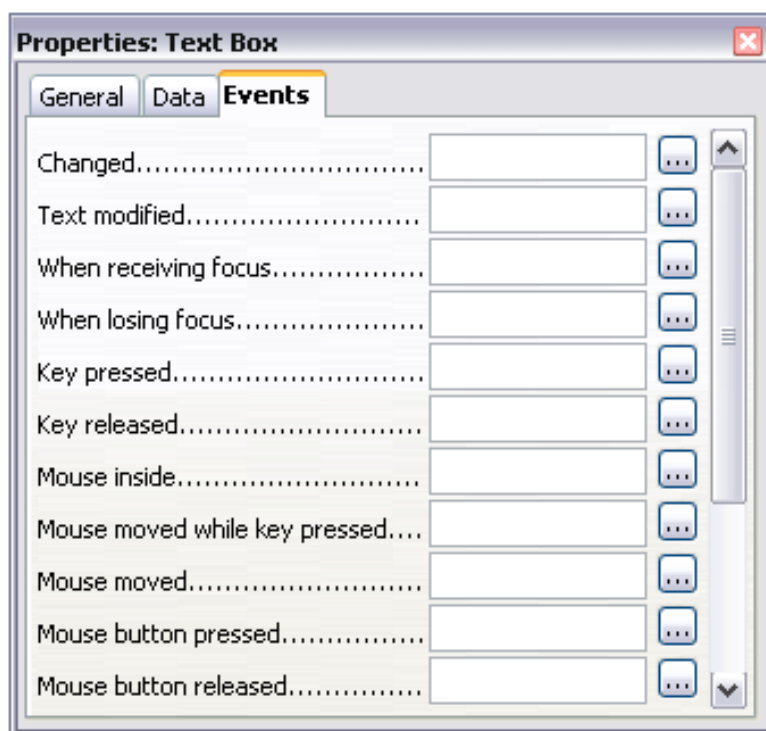 Properties: Text Box
General Data Events
Changed................................ ...
Text modified.......................... ...
When receiving focus................. ...
When losing focus..................... ...
Key pressed............................ ...
Key released........................... ...
Mouse inside........................... ...
Mouse moved while key pressed.... ...
Mouse moved.......................... ...
Mouse button pressed................ ...
Mouse button released............... ...